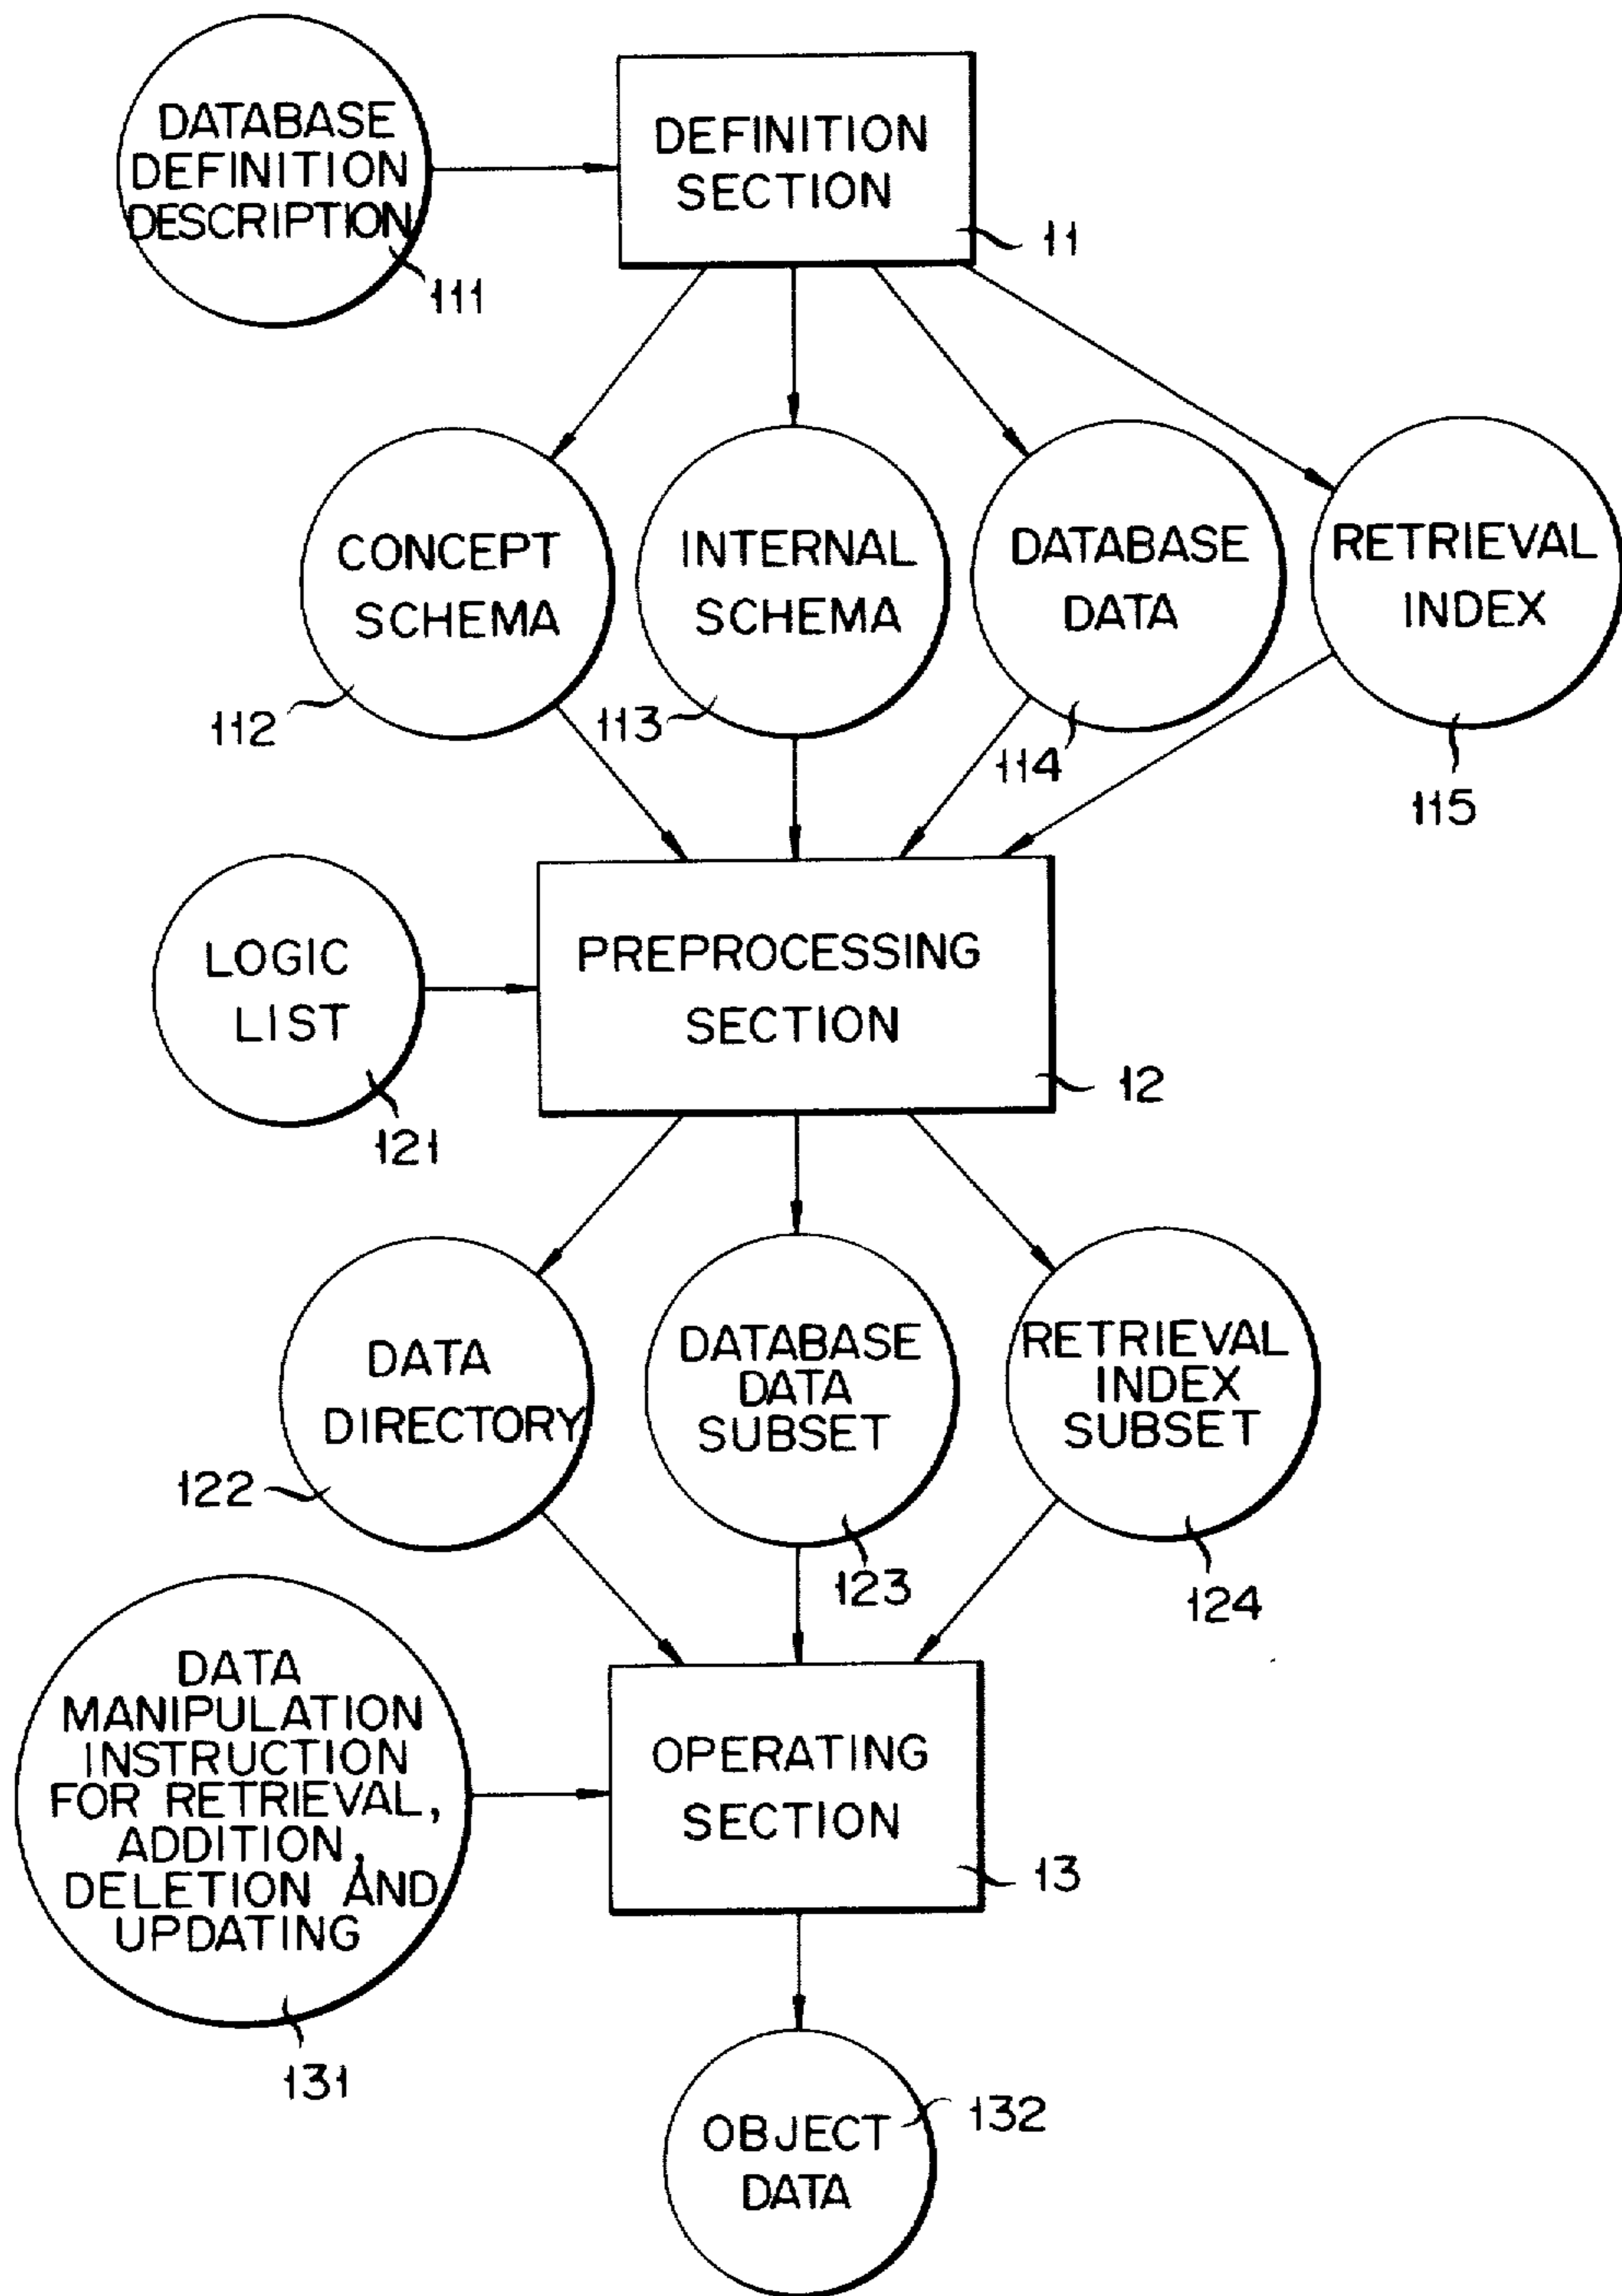 DATABASE
DEFINITION
DESCRIPTION
111
DEFINITION
SECTION
11
CONCEPT
SCHEMA
112
INTERNAL
SCHEMA
113
DATABASE
DATA
114
RETRIEVAL
INDEX
115
LOGIC
LIST
121
PREPROCESSING
SECTION
12
DATA
DIRECTORY
122
DATABASE
DATA
SUBSET
123
RETRIEVAL
INDEX
SUBSET
124
DATA
MANIPULATION
INSTRUCTION
FOR RETRIEVAL,
ADDITION,
DELETION AND
UPDATING
131
OPERATING
SECTION
13
OBJECT
DATA
132